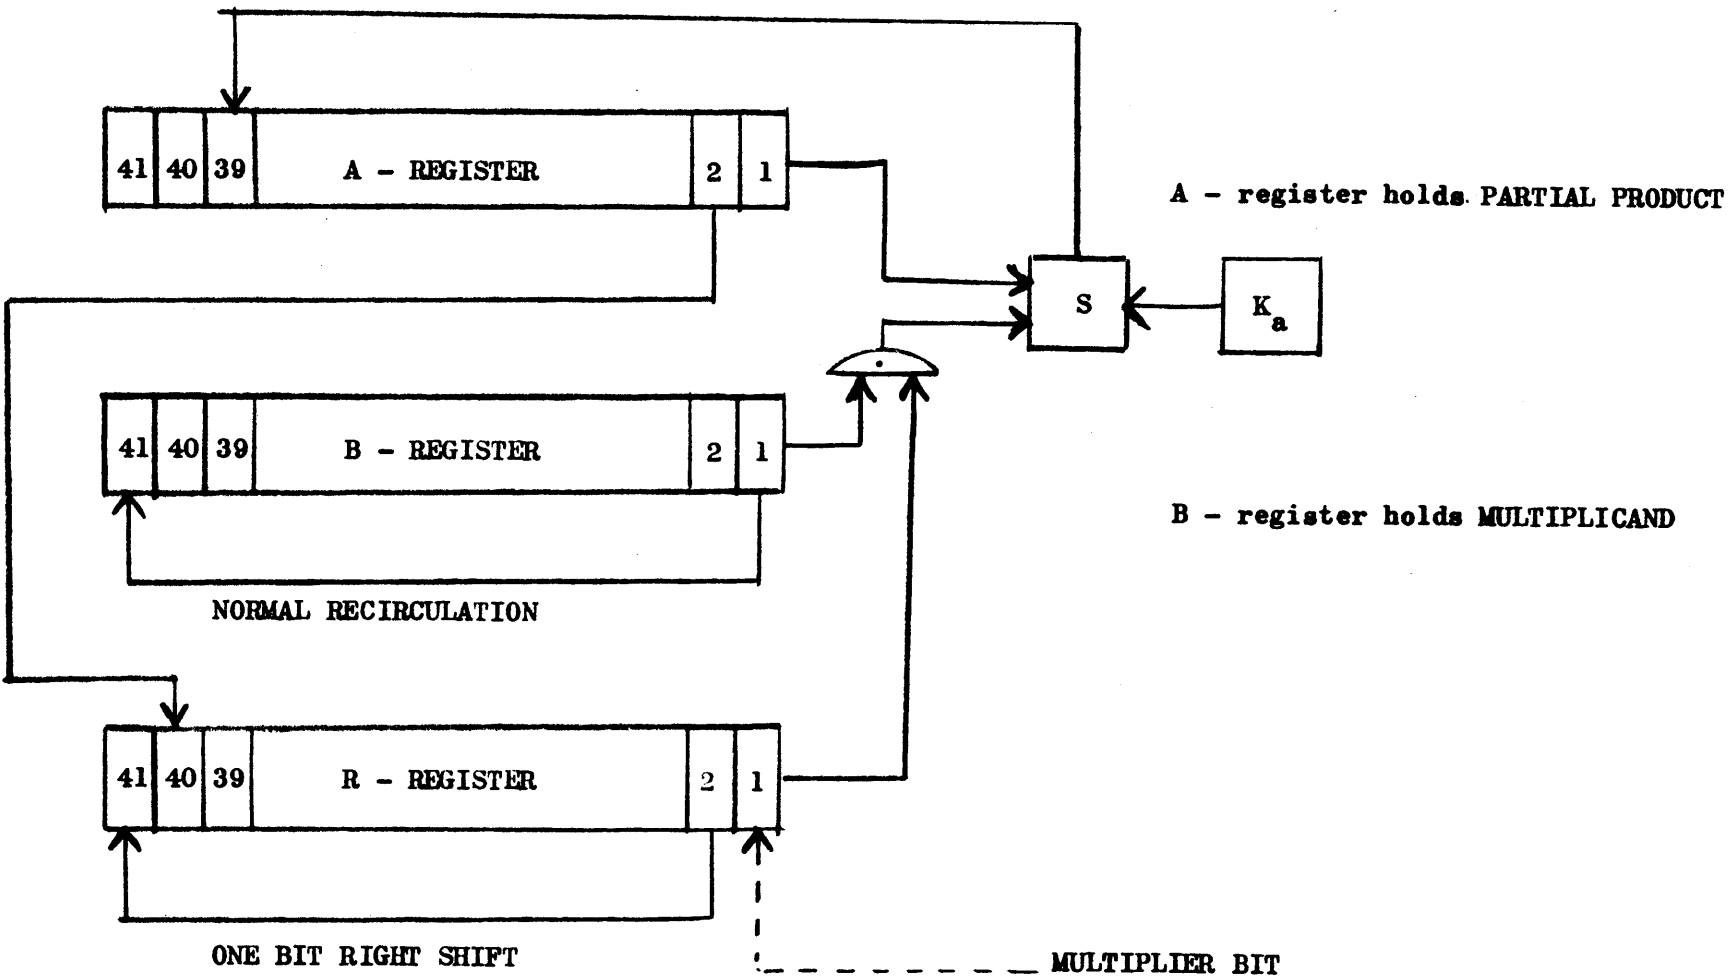 41 40 39 A - REGISTER 2 1
A - register holds PARTIAL PRODUCT
S
K a
41 40 39 B - REGISTER 2 1
B - register holds MULTIPLICAND
NORMAL RECIRCULATION
41 40 39 R - REGISTER 2 1
ONE BIT RIGHT SHIFT
MULTIPLIER BIT